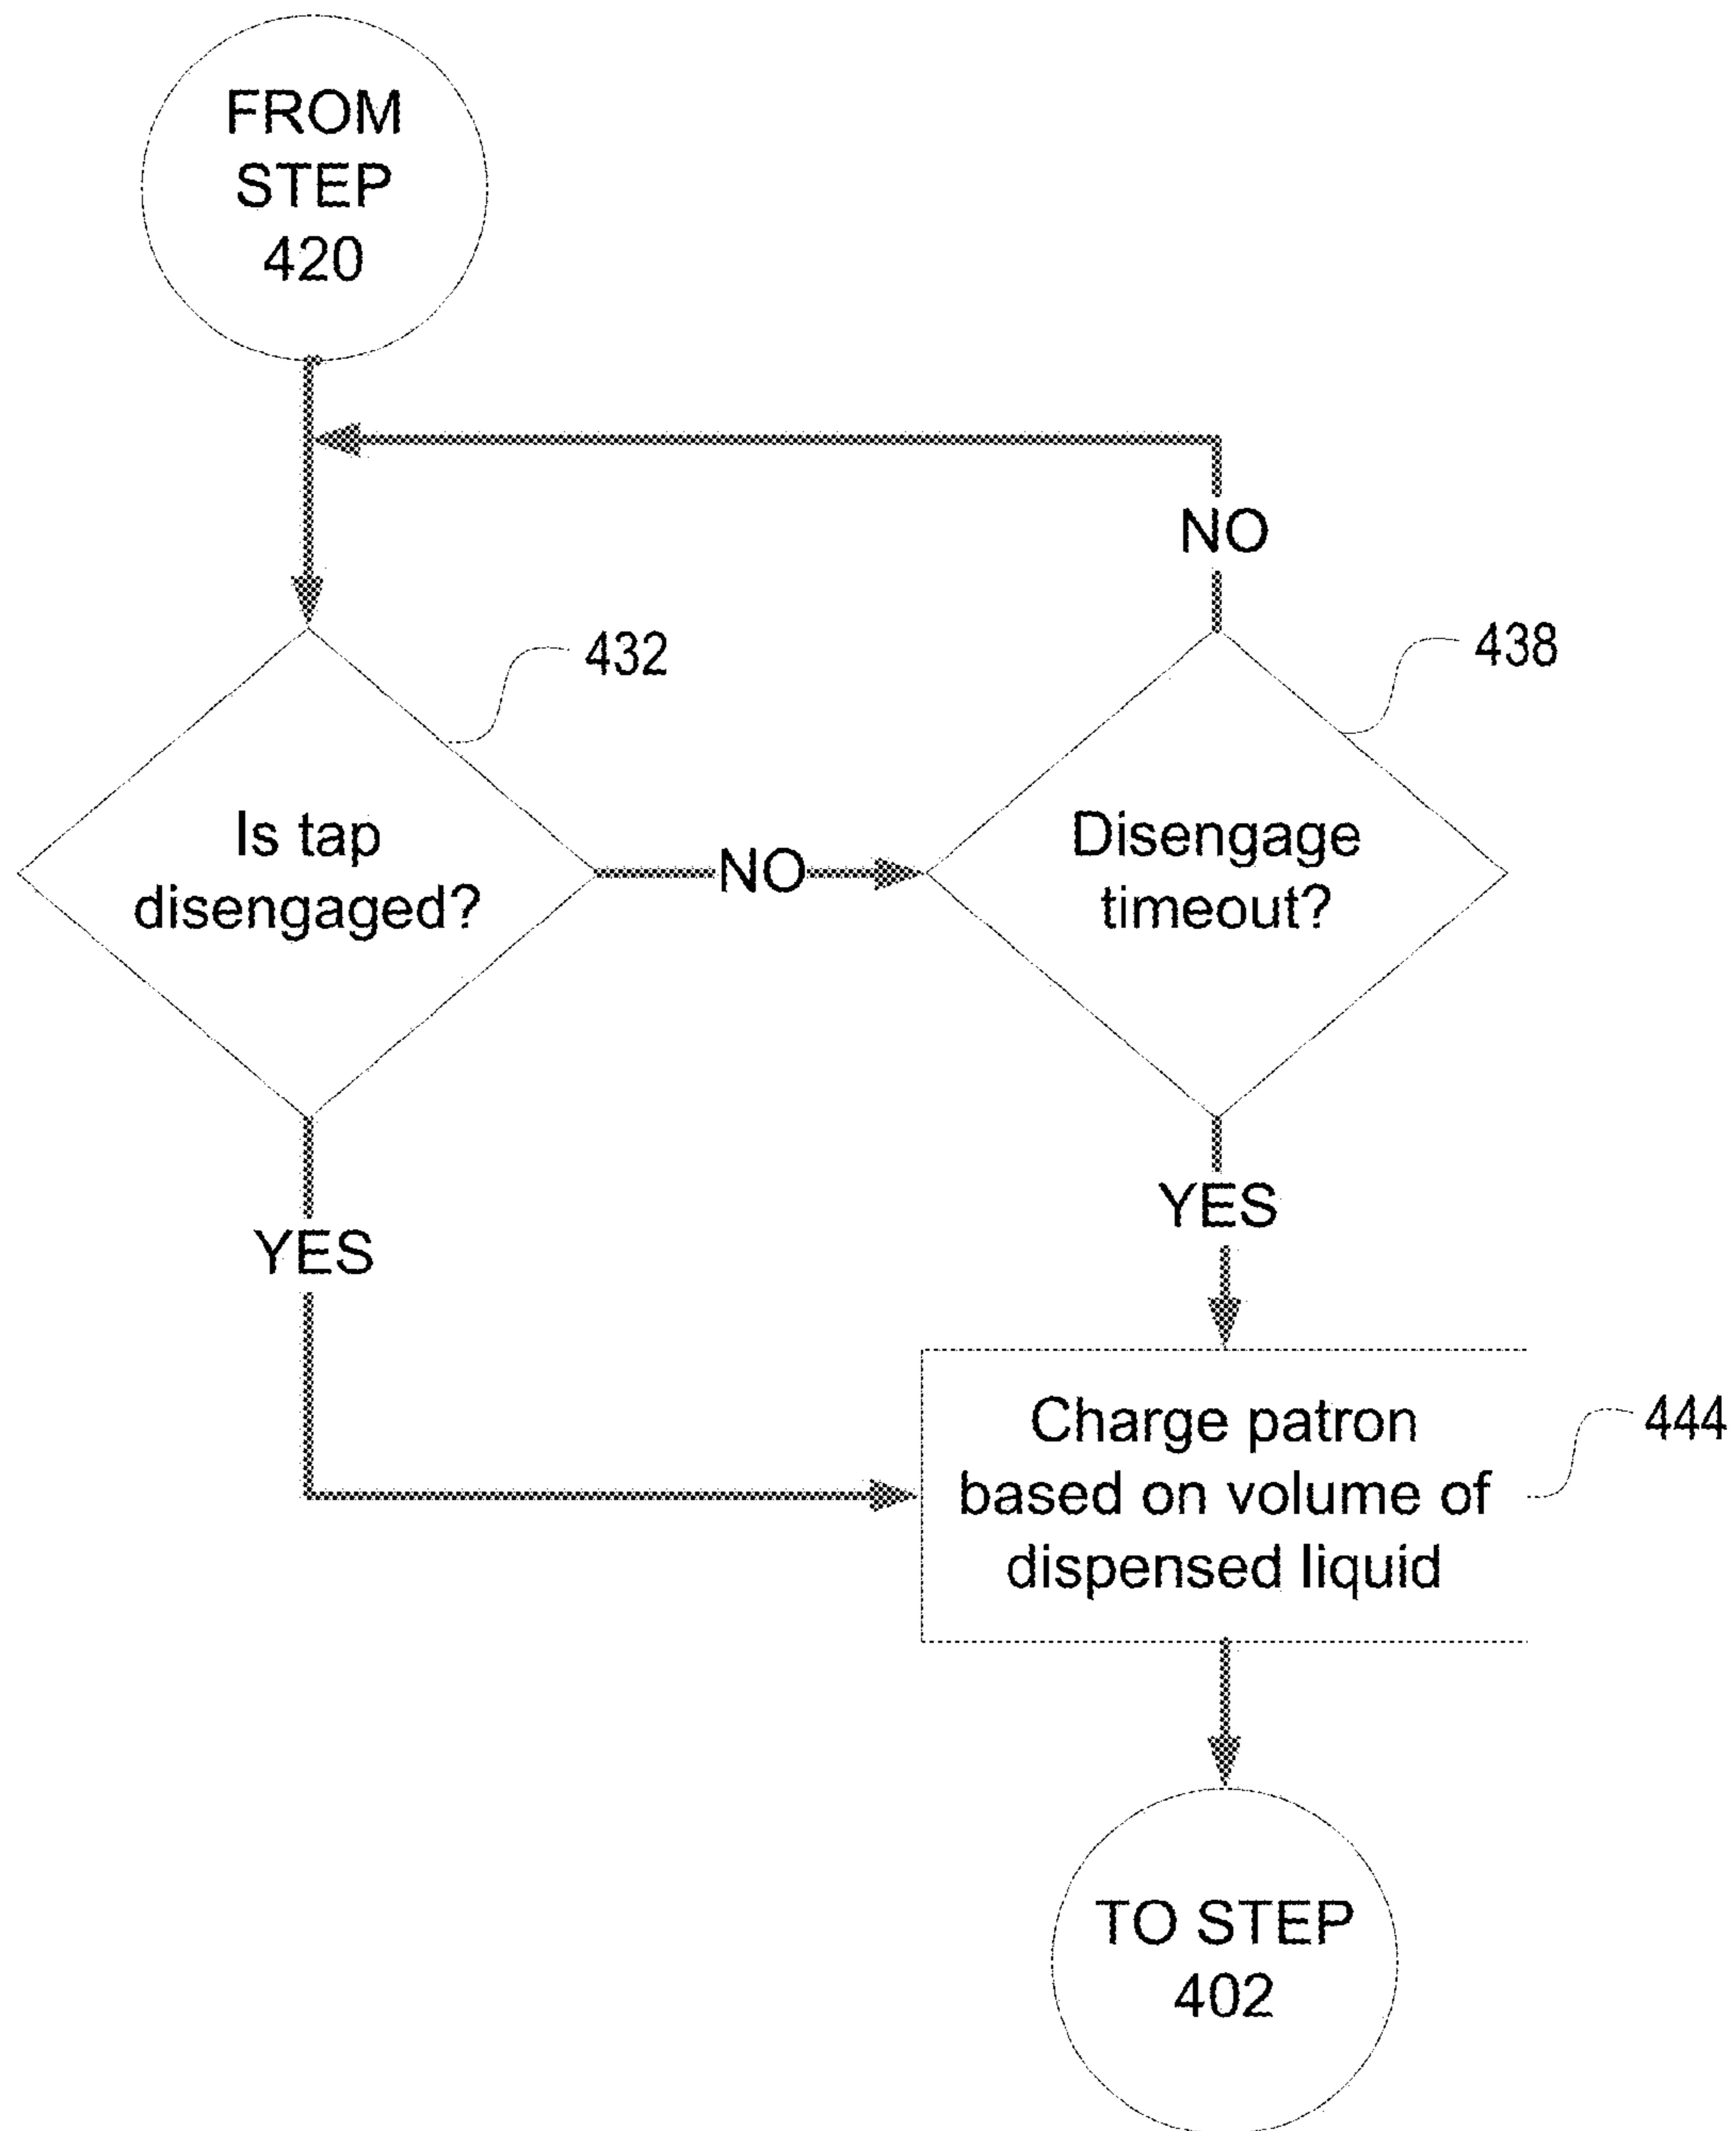 FROM
STEP
420
NO
432
438
Is tap
disengaged?
NO
Disengage
timeout?
YES
YES
Charge patron
based on volume of
dispensed liquid
444
TO STEP
402